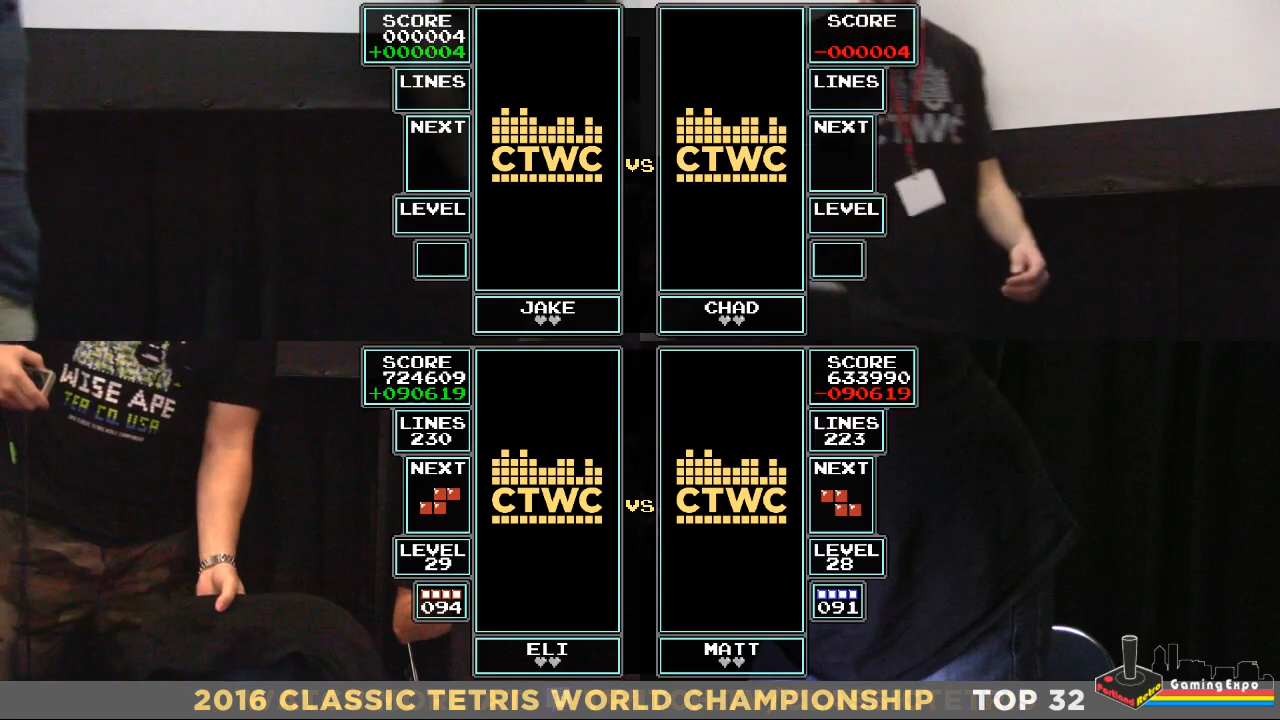 SCORE
000004
+000004
LINES
NEXT
LEVEL
CTWC
JAKE
VS
SCORE
-000004
LINES
NEXT
LEVEL
CTWC
CHAD
WISE APE
TEA CO. USA
SCORE
724609
+090619
LINES
230
NEXT
LEVEL
29
094
CTWC
ELI
VS
SCORE
633990
-090619
LINES
223
NEXT
LEVEL
28
091
CTWC
MATT
2016 CLASSIC TETRIS WORLD CHAMPIONSHIP TOP 32
Portland Retro Gaming Expo